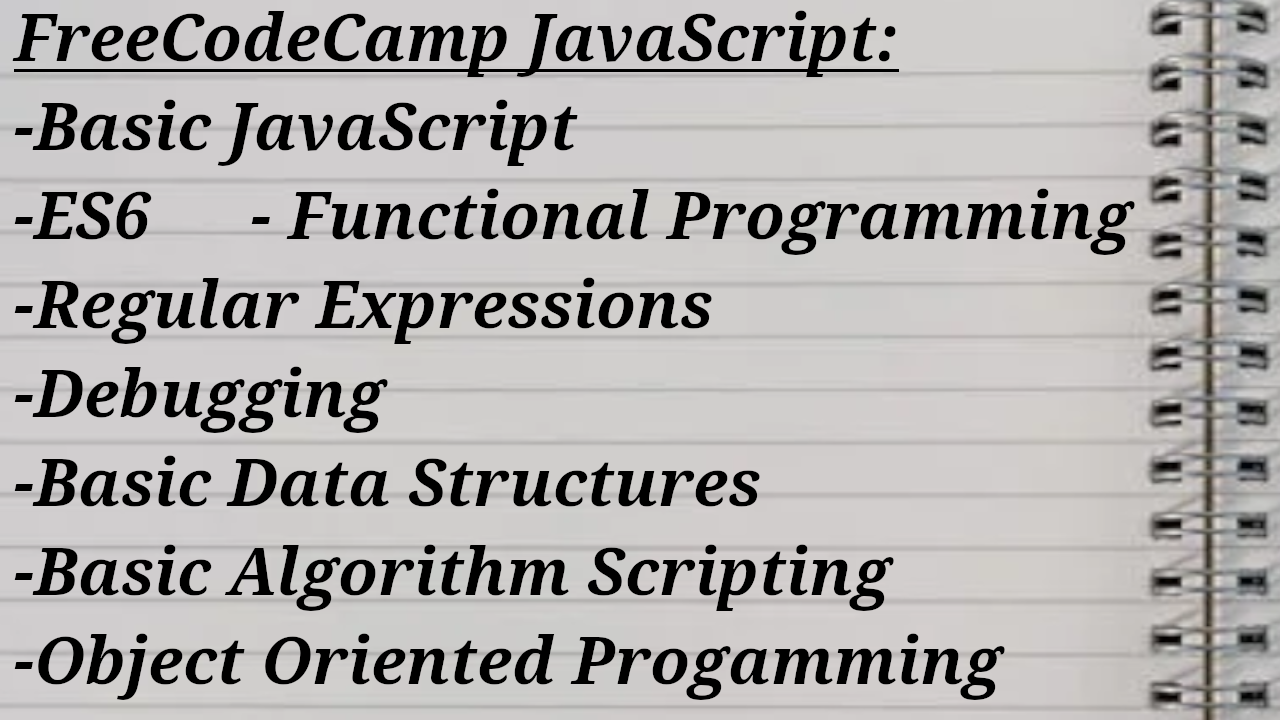 FreeCodeCamp JavaScript:
-Basic JavaScript
-ES6 - Functional Programming
-Regular Expressions
-Debugging
-Basic Data Structures
-Basic Algorithm Scripting
-Object Oriented Progamming